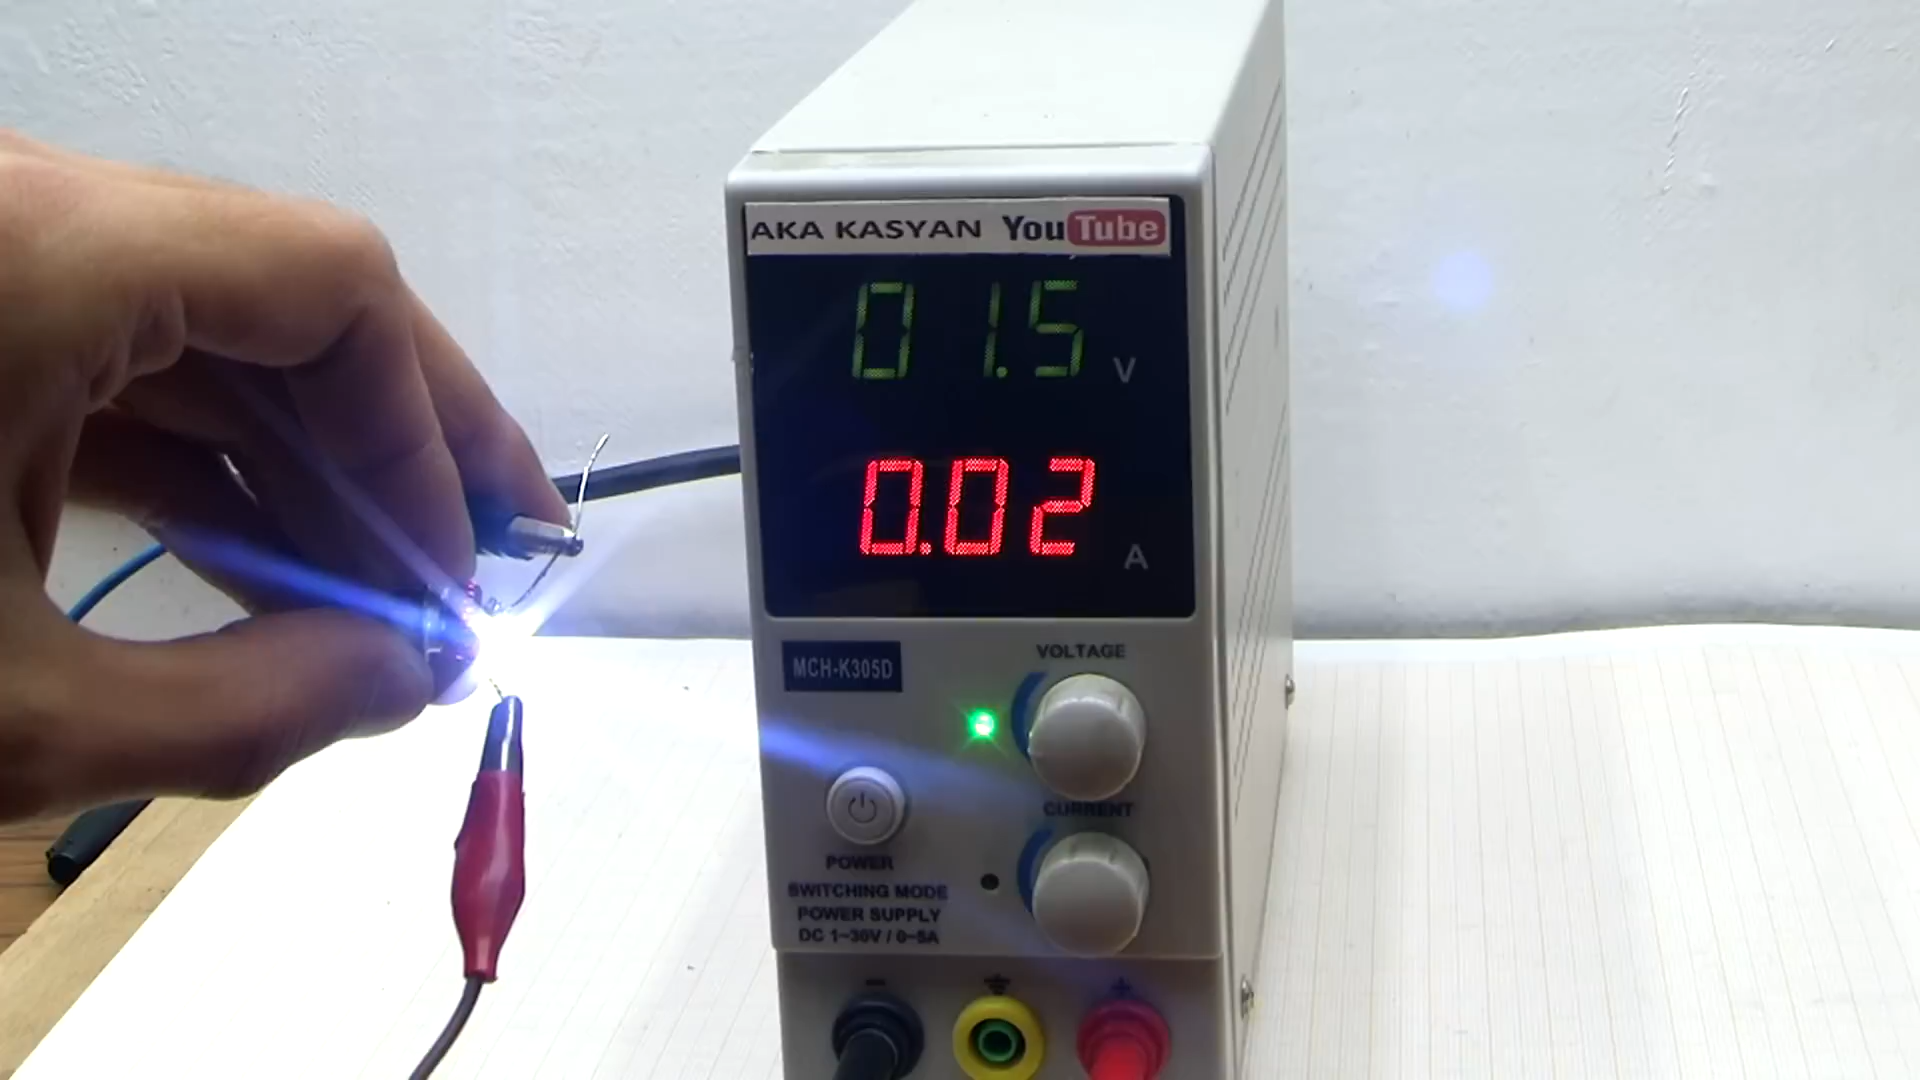 AKA KASYAN YouTube
01.5 V
0.02 A
MCH-K305D
VOLTAGE
CURRENT
POWER
SWITCHING MODE
POWER SUPPLY
DC 1~30V / 0~5A